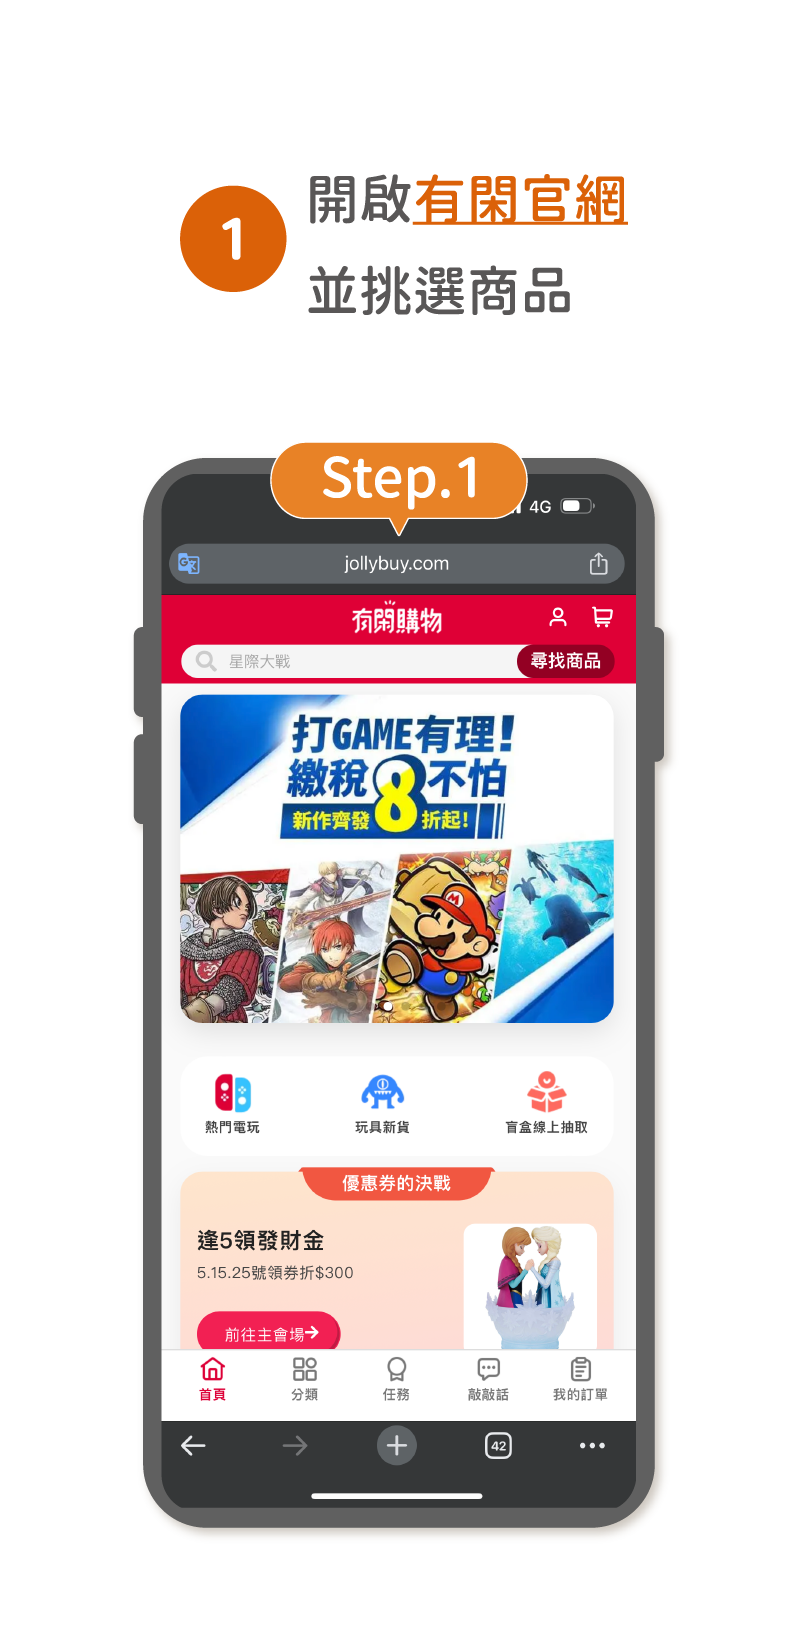 1
開啟有閑官網
並挑選商品
Step.1
4G
jollybuy.com
有閑購物
星際大戰
尋找商品
打GAME有理!
繳稅8不怕
新作齊發 折起!
熱門電玩
玩具新貨
盲盒線上抽取
優惠券的決戰
逢5領發財金
5.15.25號領券折$300
前往主會場→
首頁
分類
任務
敲敲話
我的訂單
42